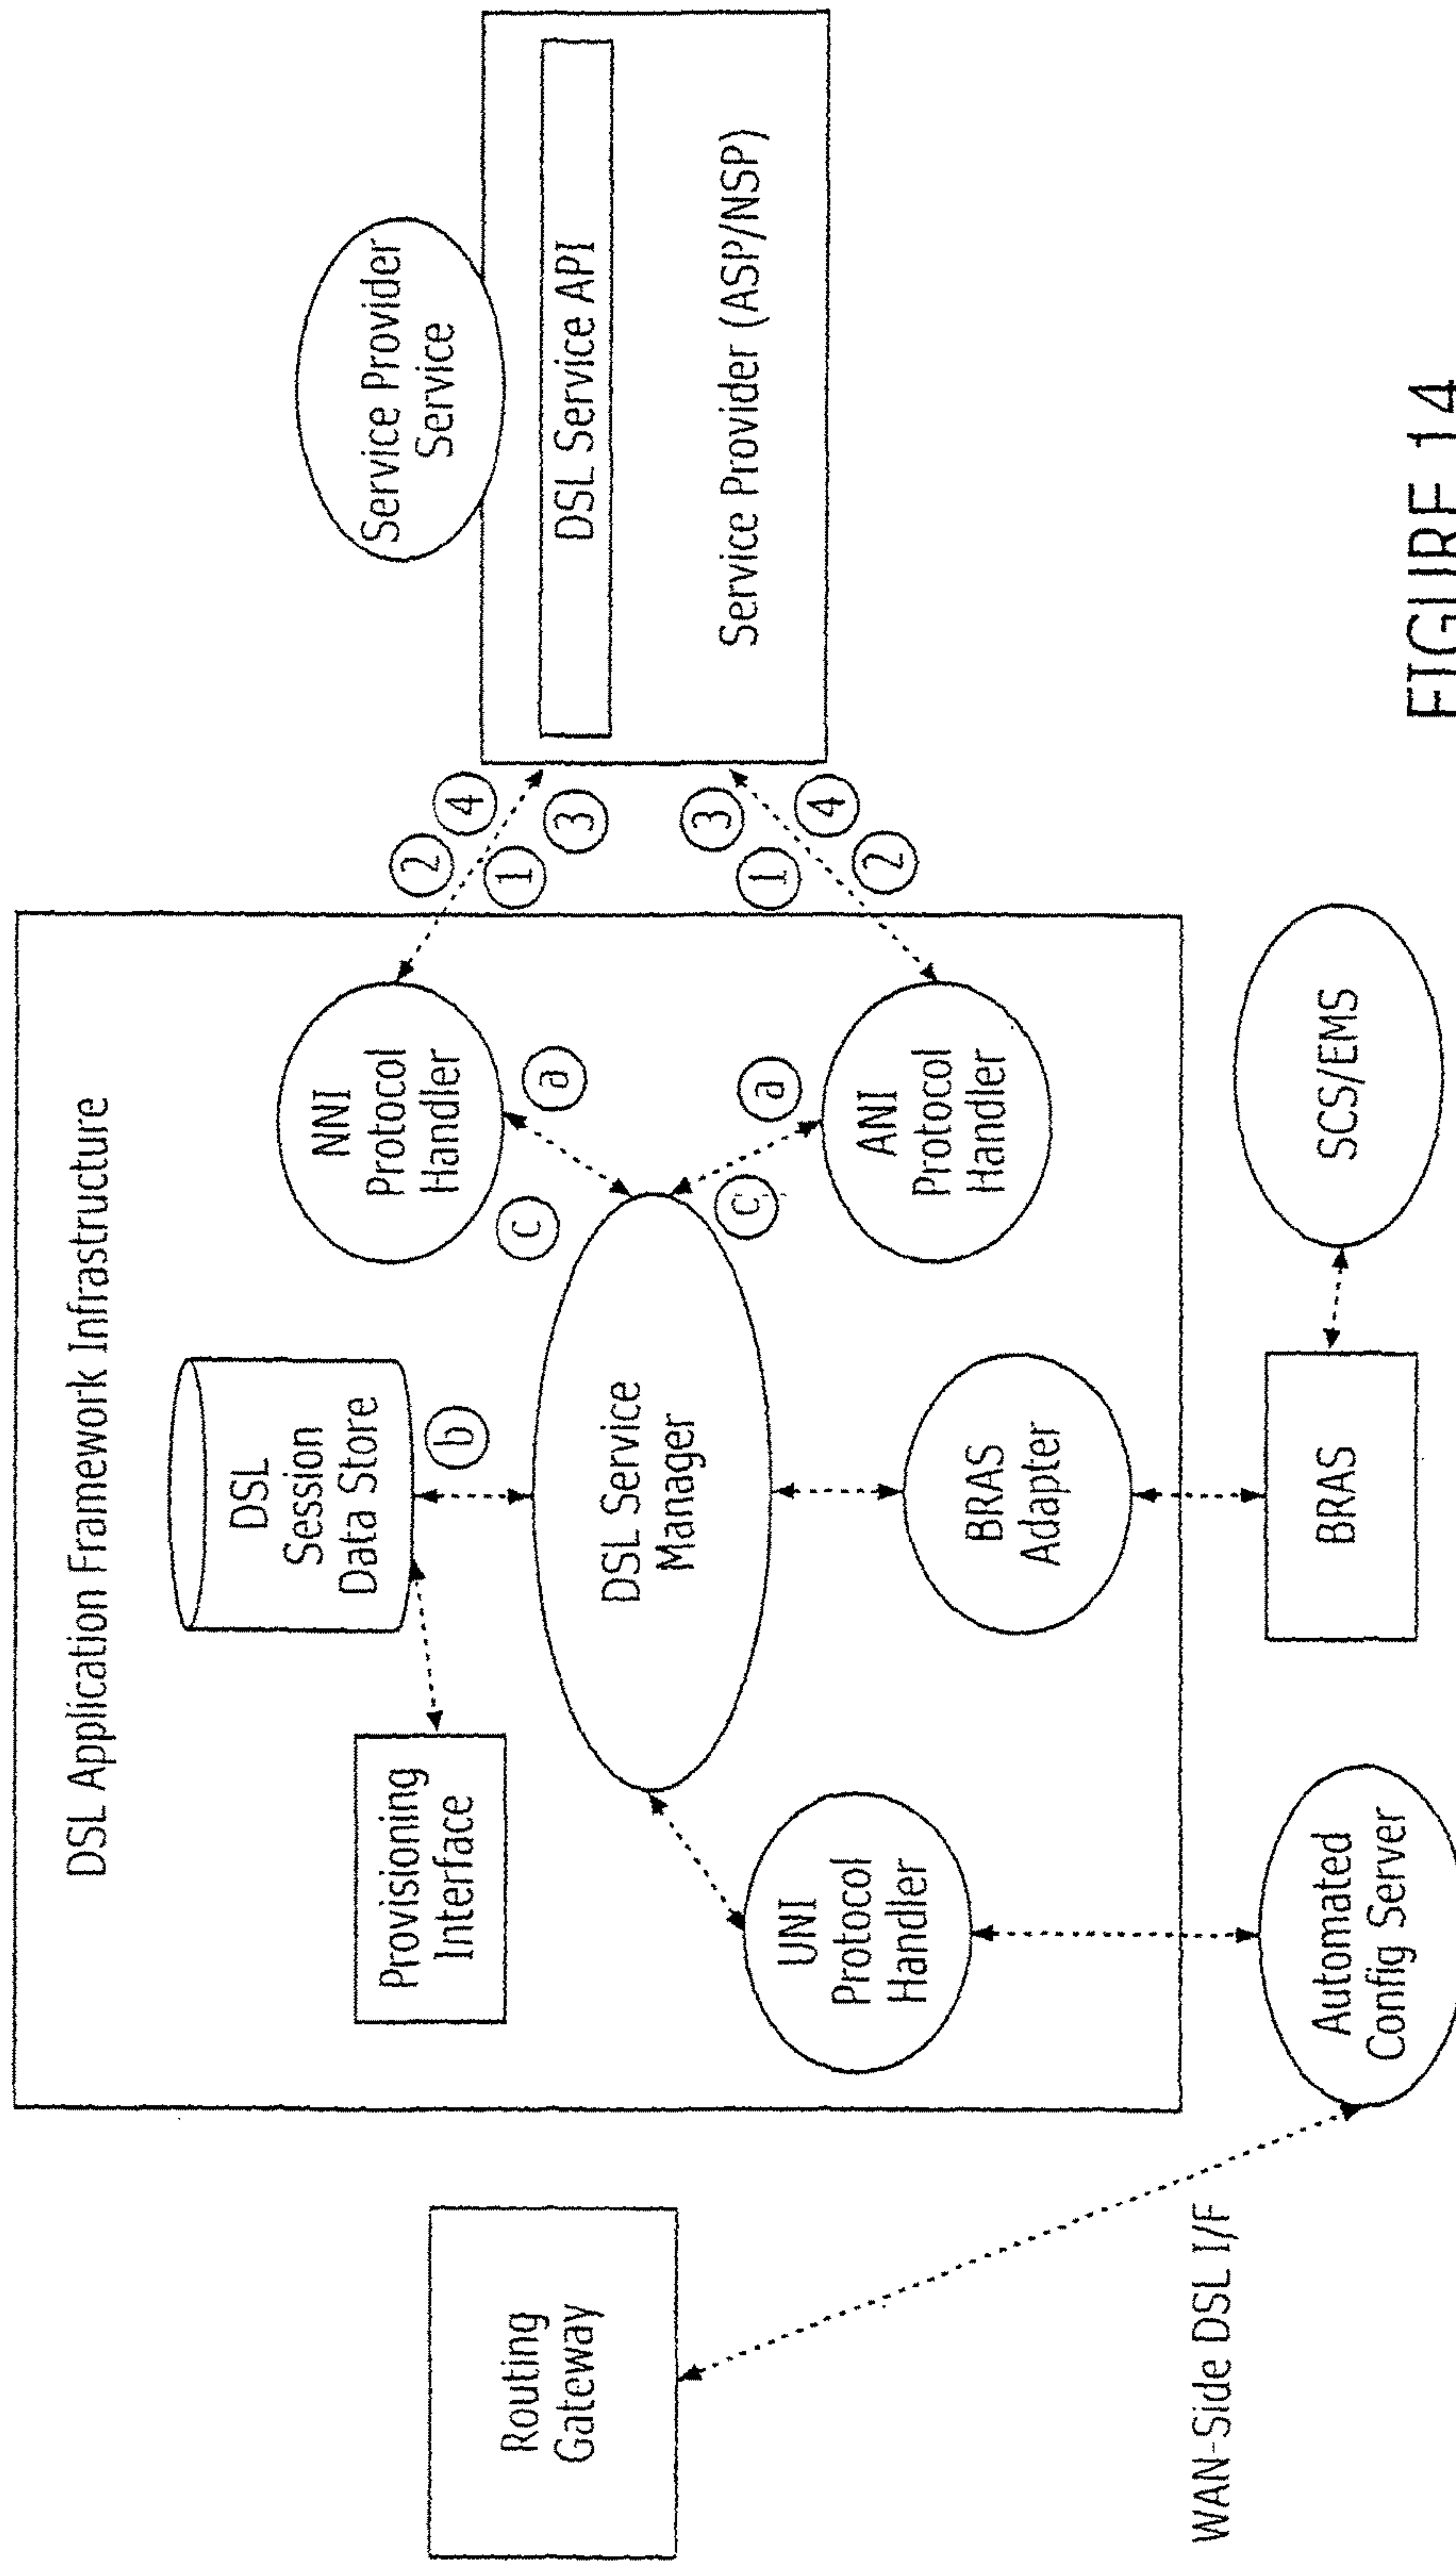 DSL Application Framework Infrastructure
Routing
Gateway
Provisioning
Interface
DSL
Session
Data Store
b
NNI
Protocol
Handler
2
4
1
3
Service Provider
Service
DSL Service API
Service Provider (ASP/NSP)
DSL Service
Manager
c
a
c
a
3
1
4
2
UNI
Protocol
Handler
BRAS
Adapter
ANI
Protocol
Handler
WAN-Side DSL I/F
Automated
Config Server
BRAS
SCS/EMS
FIGURE 14